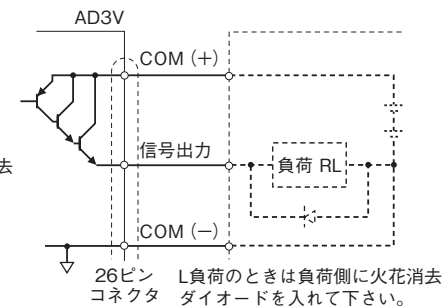 AD3V
COM (+)
信号出力
負荷 RL
去
COM (−)
26ピン
コネクタ
L負荷のときは負荷側に火花消去
ダイオードを入れて下さい。